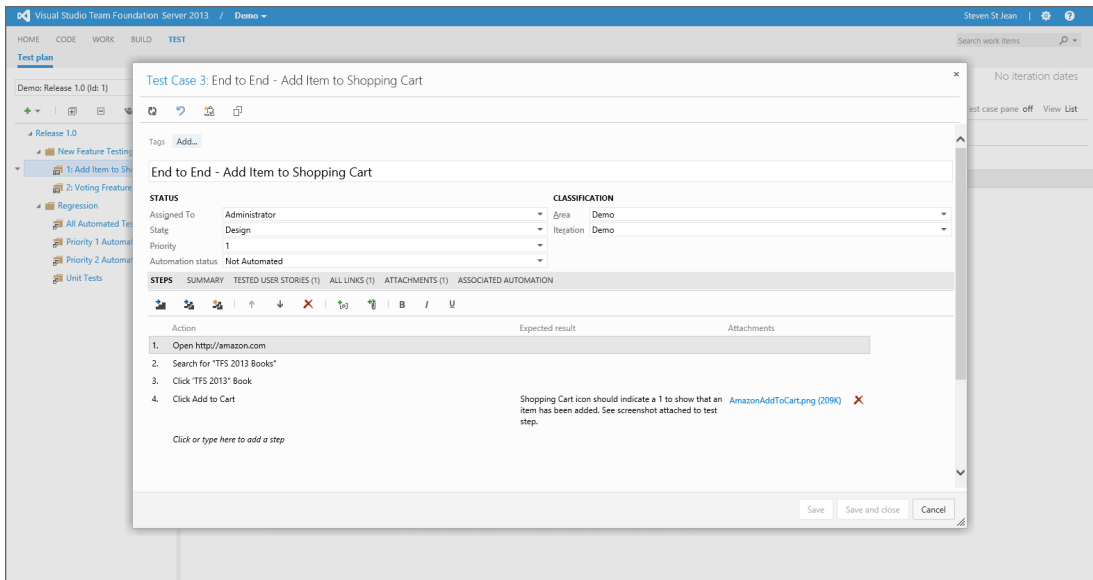 Visual Studio Team Foundation Server 2013 / Demo
Steven St Jean
HOME CODE WORK BUILD TEST
Search work items
Test plan
No iteration dates
Demo: Release 1.0 (Id: 1)
est case pane off View List
Release 1.0
New Feature Testing
1: Add Item to Sh
2: Voting Freature
Regression
All Automated Te
Priority 1 Automa
Priority 2 Automa
Unit Tests
Test Case 3: End to End - Add Item to Shopping Cart
Tags Add...
End to End - Add Item to Shopping Cart
STATUS
Assigned To Administrator
State Design
Priority 1
Automation status Not Automated
CLASSIFICATION
Area Demo
Iteration Demo
STEPS SUMMARY TESTED USER STORIES (1) ALL LINKS (1) ATTACHMENTS (1) ASSOCIATED AUTOMATION
B I U
Action Expected result Attachments
1. Open http://amazon.com
2. Search for "TFS 2013 Books"
3. Click 'TFS 2013" Book
4. Click Add to Cart
Shopping Cart icon should indicate a 1 to show that an
item has been added. See screenshot attached to test
step.
AmazonAddToCart.png (209K)
Click or type here to add a step
Save Save and close Cancel